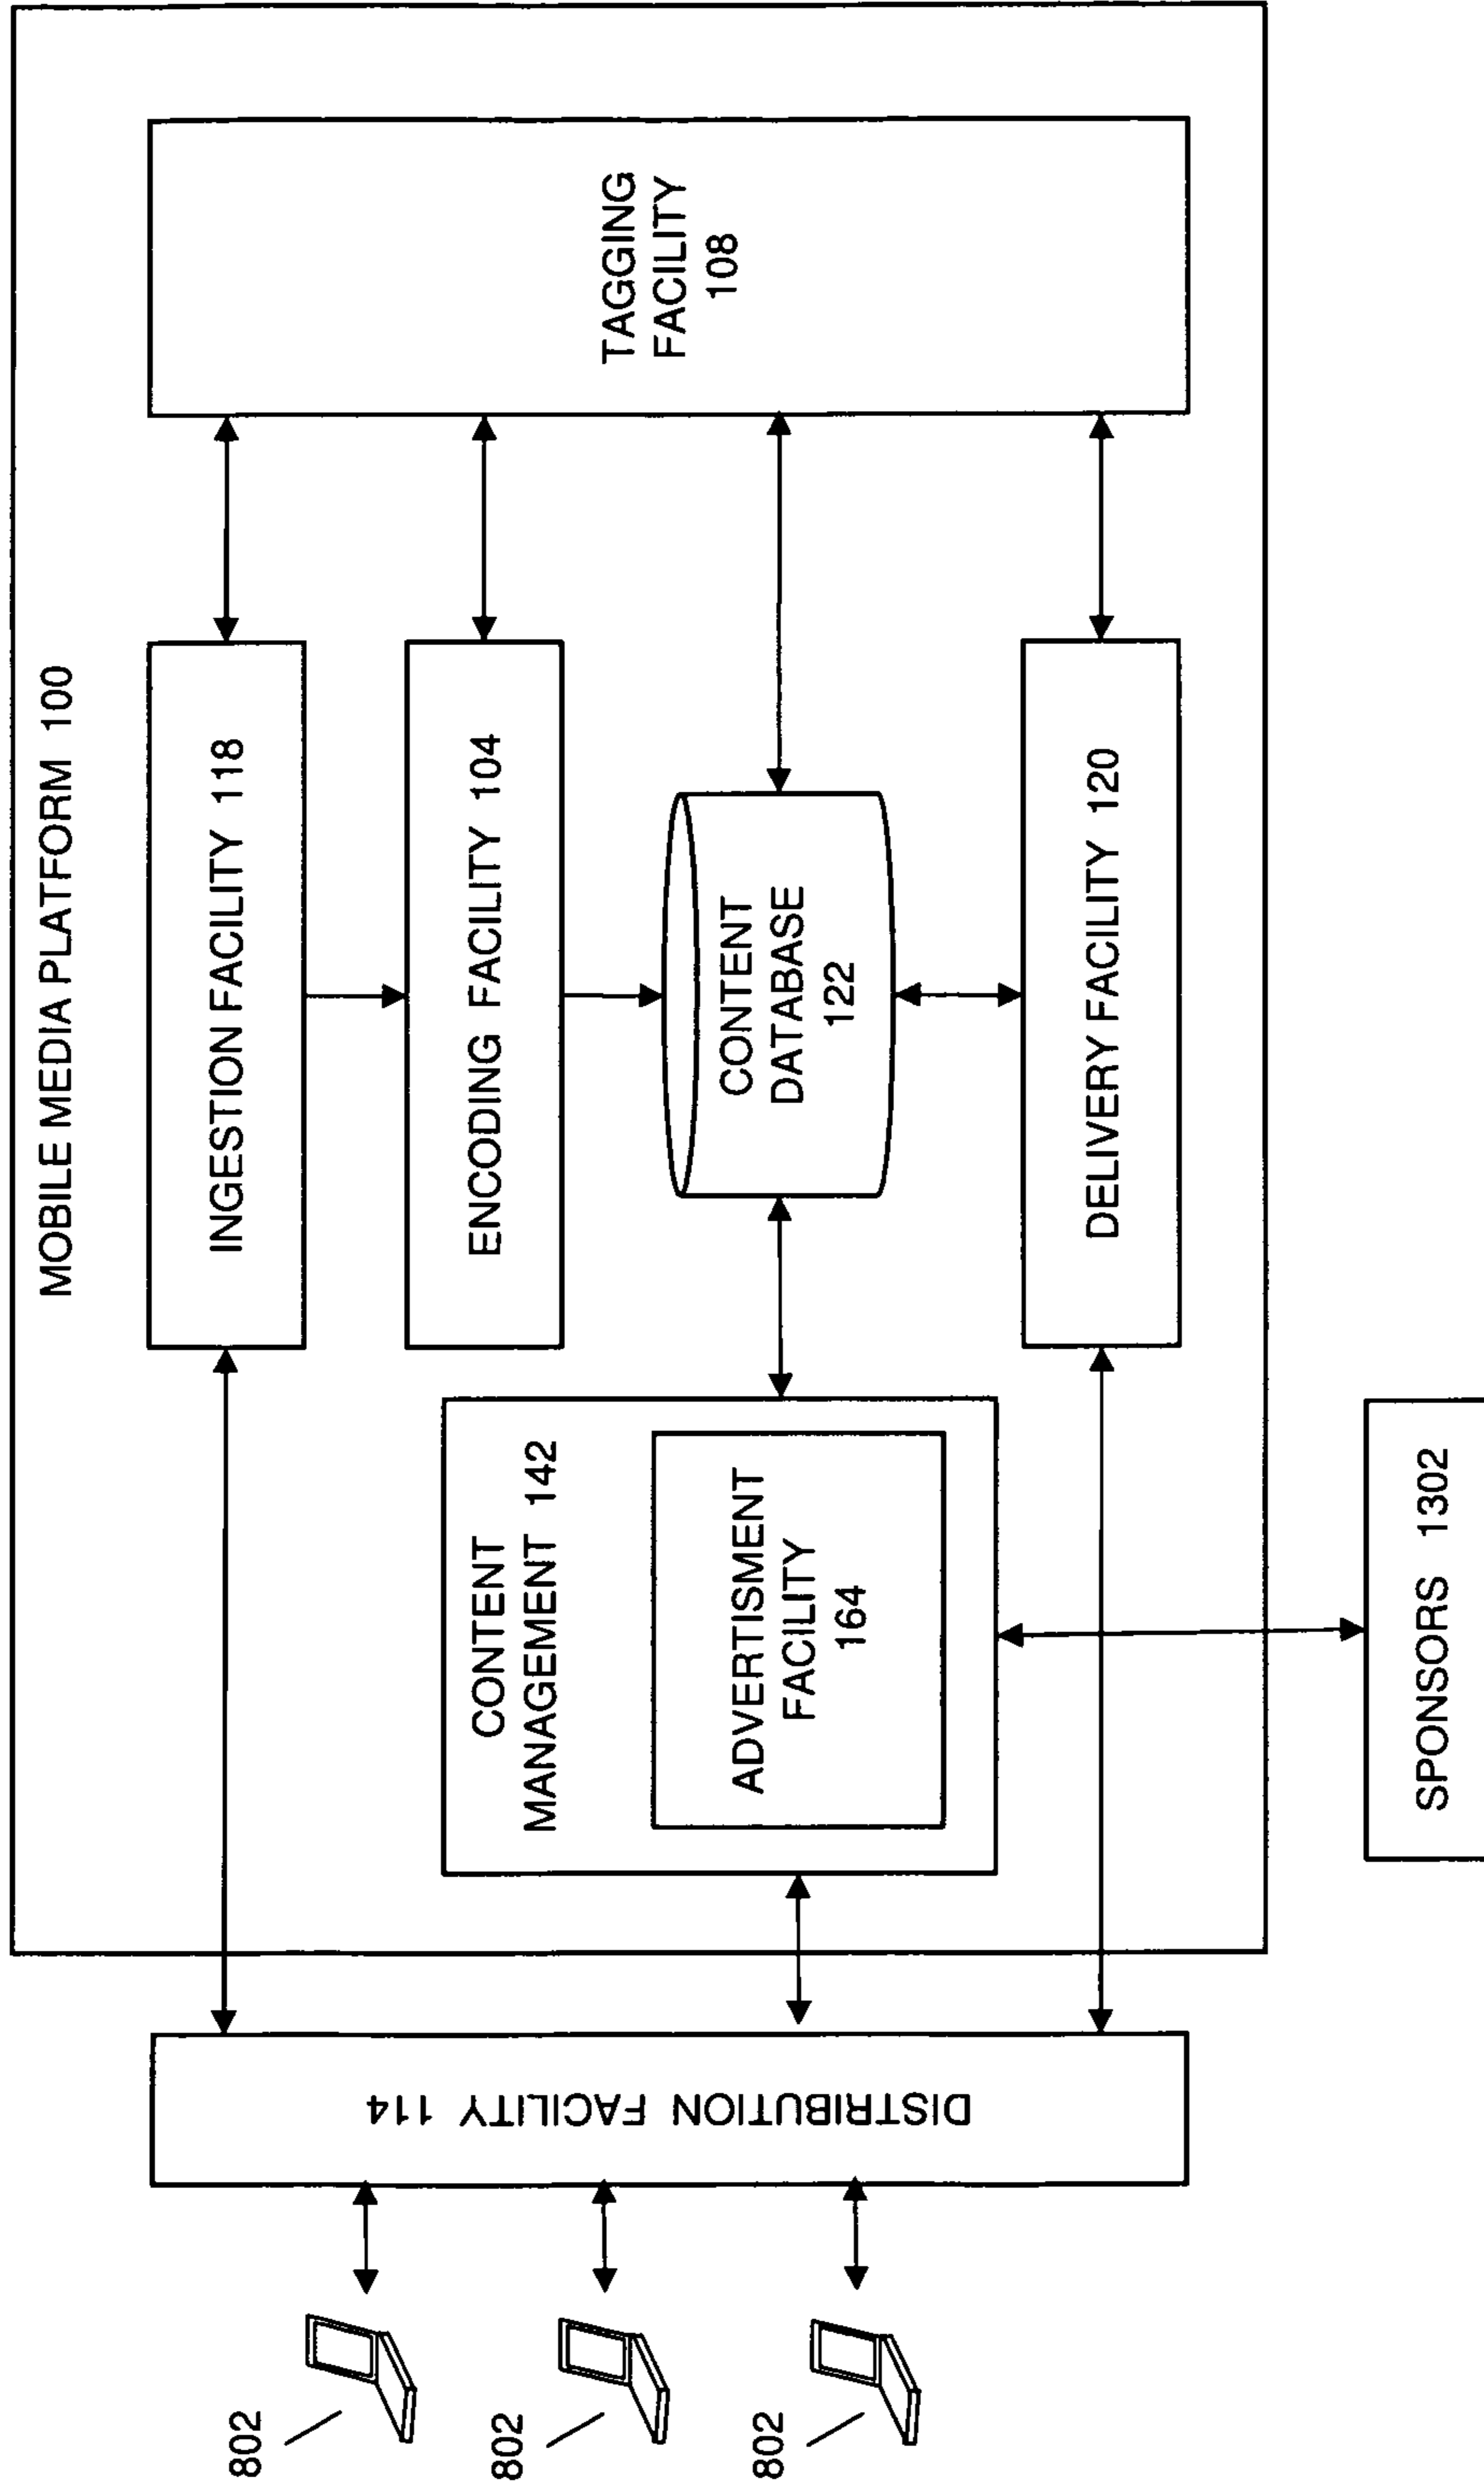 MOBILE MEDIA PLATFORM 100
INGESTION FACILITY 118
ENCODING FACILITY 104
CONTENT
DATABASE
122
DELIVERY FACILITY 120
TAGGING
FACILITY
108
CONTENT
MANAGEMENT 142
ADVERTISMENT
FACILITY
164
DISTRIBUTION FACILITY 114
802
802
802
SPONSORS 1302